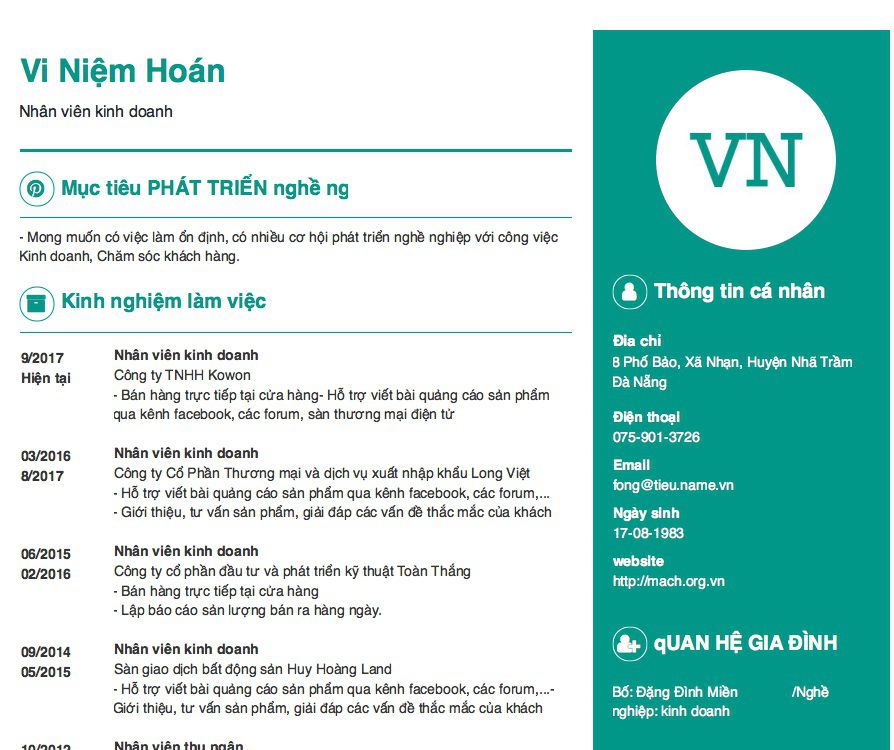 Vi Niệm Hoán
Nhân viên kinh doanh
Mục tiêu PHÁT TRIỂN nghề ng
- Mong muốn có việc làm ổn định, có nhiều cơ hội phát triển nghề nghiệp với công việc
Kinh doanh, Chăm sóc khách hàng.
Kinh nghiệm làm việc
9/2017
Hiện tại
Nhân viên kinh doanh
Công ty TNHH Kowon
- Bán hàng trực tiếp tại cửa hàng- Hỗ trợ viết bài quảng cáo sản phẩm
qua kênh facebook, các forum, sàn thương mại điện tử
03/2016
8/2017
Nhân viên kinh doanh
Công ty Cổ Phần Thương mại và dịch vụ xuất nhập khẩu Long Việt
- Hỗ trợ viết bài quảng cáo sản phẩm qua kênh facebook, các forum,...
- Giới thiệu, tư vấn sản phẩm, giải đáp các vấn đề thắc mắc của khách
06/2015
02/2016
Nhân viên kinh doanh
Công ty cổ phần đầu tư và phát triển kỹ thuật Toàn Thắng
- Bán hàng trực tiếp tại cửa hàng
- Lập báo cáo sản lượng bán ra hàng ngày.
09/2014
05/2015
Nhân viên kinh doanh
Sàn giao dịch bất động sản Huy Hoàng Land
- Hỗ trợ viết bài quảng cáo sản phẩm qua kênh facebook, các forum,...-
Giới thiệu, tư vấn sản phẩm, giải đáp các vấn đề thắc mắc của khách
10/2012
Nhân viên thu ngân
VN
Thông tin cá nhân
Địa chỉ
8 Phố Bảo, Xã Nhạn, Huyện Nhã Trầm
Đà Nẵng
Điện thoại
075-901-3726
Email
fong@tieu.name.vn
Ngày sinh
17-08-1983
website
http://mach.org.vn
qUAN HỆ GIA ĐÌNH
Bố: Đặng Đình Miền /Nghề
nghiệp: kinh doanh